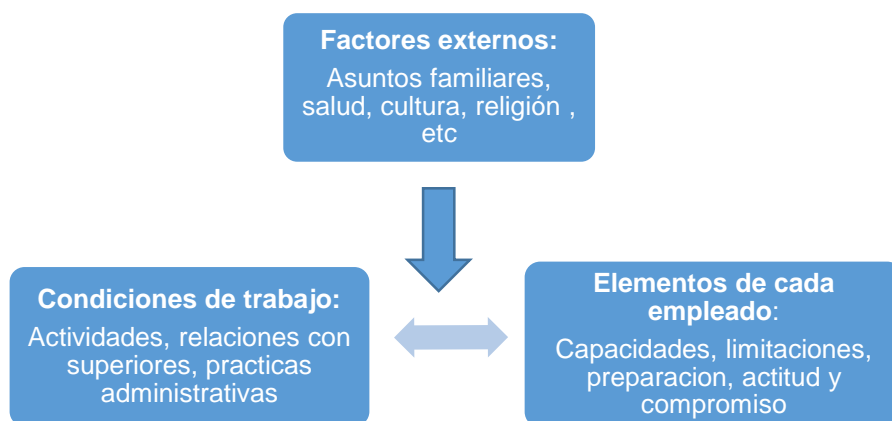 Factores externos:
Asuntos familiares,
salud, cultura, religión ,
etc
Condiciones de trabajo:
Actividades, relaciones con
superiores, practicas
administrativas
Elementos de cada
empleado:
Capacidades, limitaciones,
preparacion, actitud y
compromiso